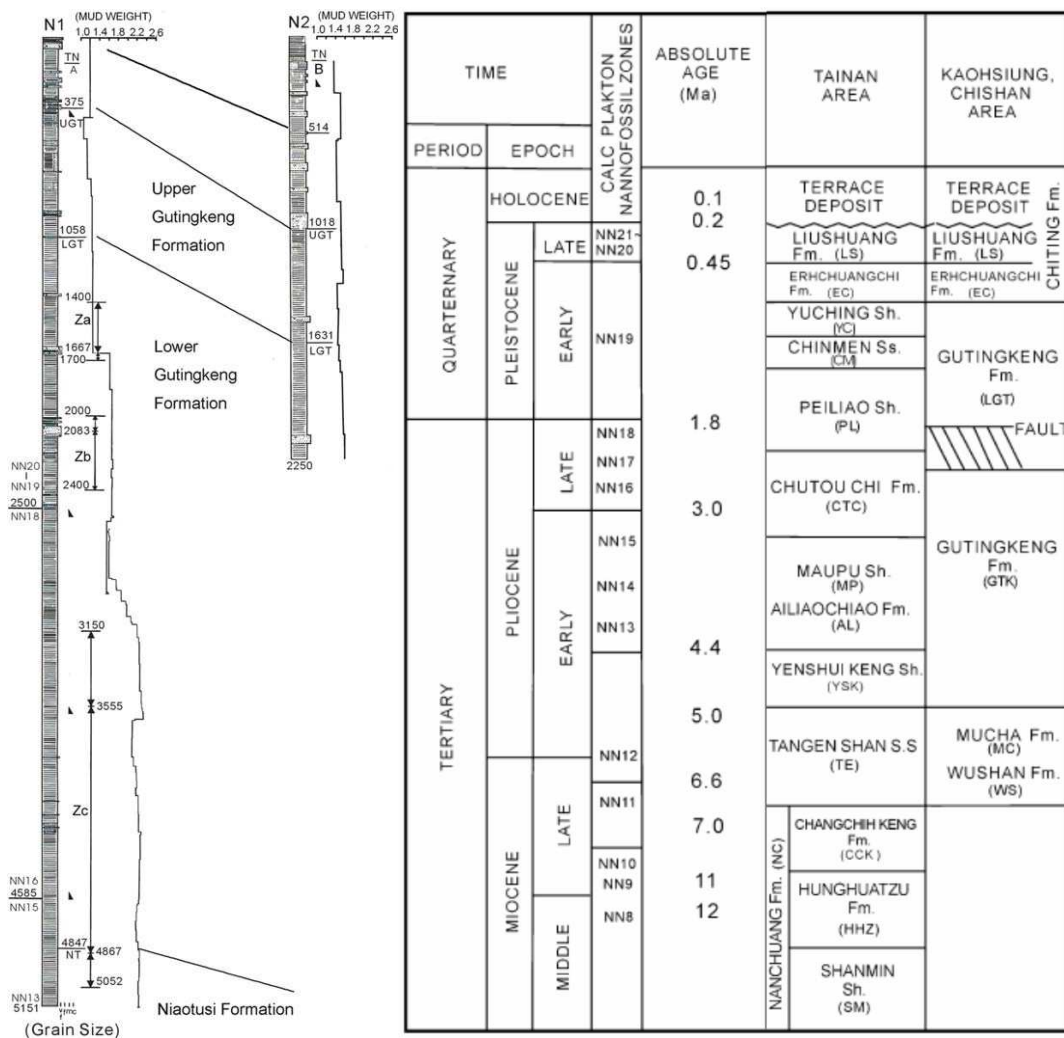 N1
(MUD WEIGHT)
1.0 1.4 1.8 2.2 2.6
TN
A
375
UGT
1058
LGT
1400
Za
1667
1700
2000
2083
Zb
NN20
NN19
2400
2500
NN18
3150
3555
Zc
NN16
4585
NN15
4847
NT
4867
5052
NN13
5151
(Grain Size)
N2
(MUD WEIGHT)
1.0 1.4 1.8 2.2 2.6
TN
B
514
1018
UGT
1631
LGT
2250
Upper
Gutingkeng
Formation
Lower
Gutingkeng
Formation
Niaotusi Formation
TIME
PERIOD
EPOCH
CALC PLAKTON
NANNOFOSSIL ZONES
ABSOLUTE
AGE
(Ma)
TAINAN
AREA
KAOHSIUNG,
CHISHAN
AREA
QUARTERNARY
TERTIARY
HOLOCENE
PLEISTOCENE
LATE
EARLY
PLIOCENE
LATE
EARLY
MIOCENE
LATE
MIDDLE
NN21~
NN20
NN19
NN18
NN17
NN16
NN15
NN14
NN13
NN12
NN11
NN10
NN9
NN8
0.1
0.2
0.45
1.8
3.0
4.4
5.0
6.6
7.0
11
12
TERRACE
DEPOSIT
LIUSHUANG
Fm. (LS)
ERHCHUANGCHI
Fm. (EC)
YUCHING Sh.
(YC)
CHINMEN Ss.
(CM)
PEILIAO Sh.
(PL)
CHUTOU CHI Fm.
(CTC)
MAUPU Sh.
(MP)
AILIAOCHIAO Fm.
(AL)
YENSHUI KENG Sh.
(YSK)
TANGEN SHAN S.S
(TE)
NANCHUANG Fm. (NC)
CHANGCHIH KENG
Fm.
(CCK)
HUNGHUATZU
Fm.
(HHZ)
SHANMIN
Sh.
(SM)
TERRACE
DEPOSIT
LIUSHUANG
Fm. (LS)
ERHCHUANGCHI
Fm. (EC)
CHITING Fm.
GUTINGKENG
Fm.
(LGT)
FAULT
GUTINGKENG
Fm.
(GTK)
MUCHA Fm.
(MC)
WUSHAN Fm.
(WS)